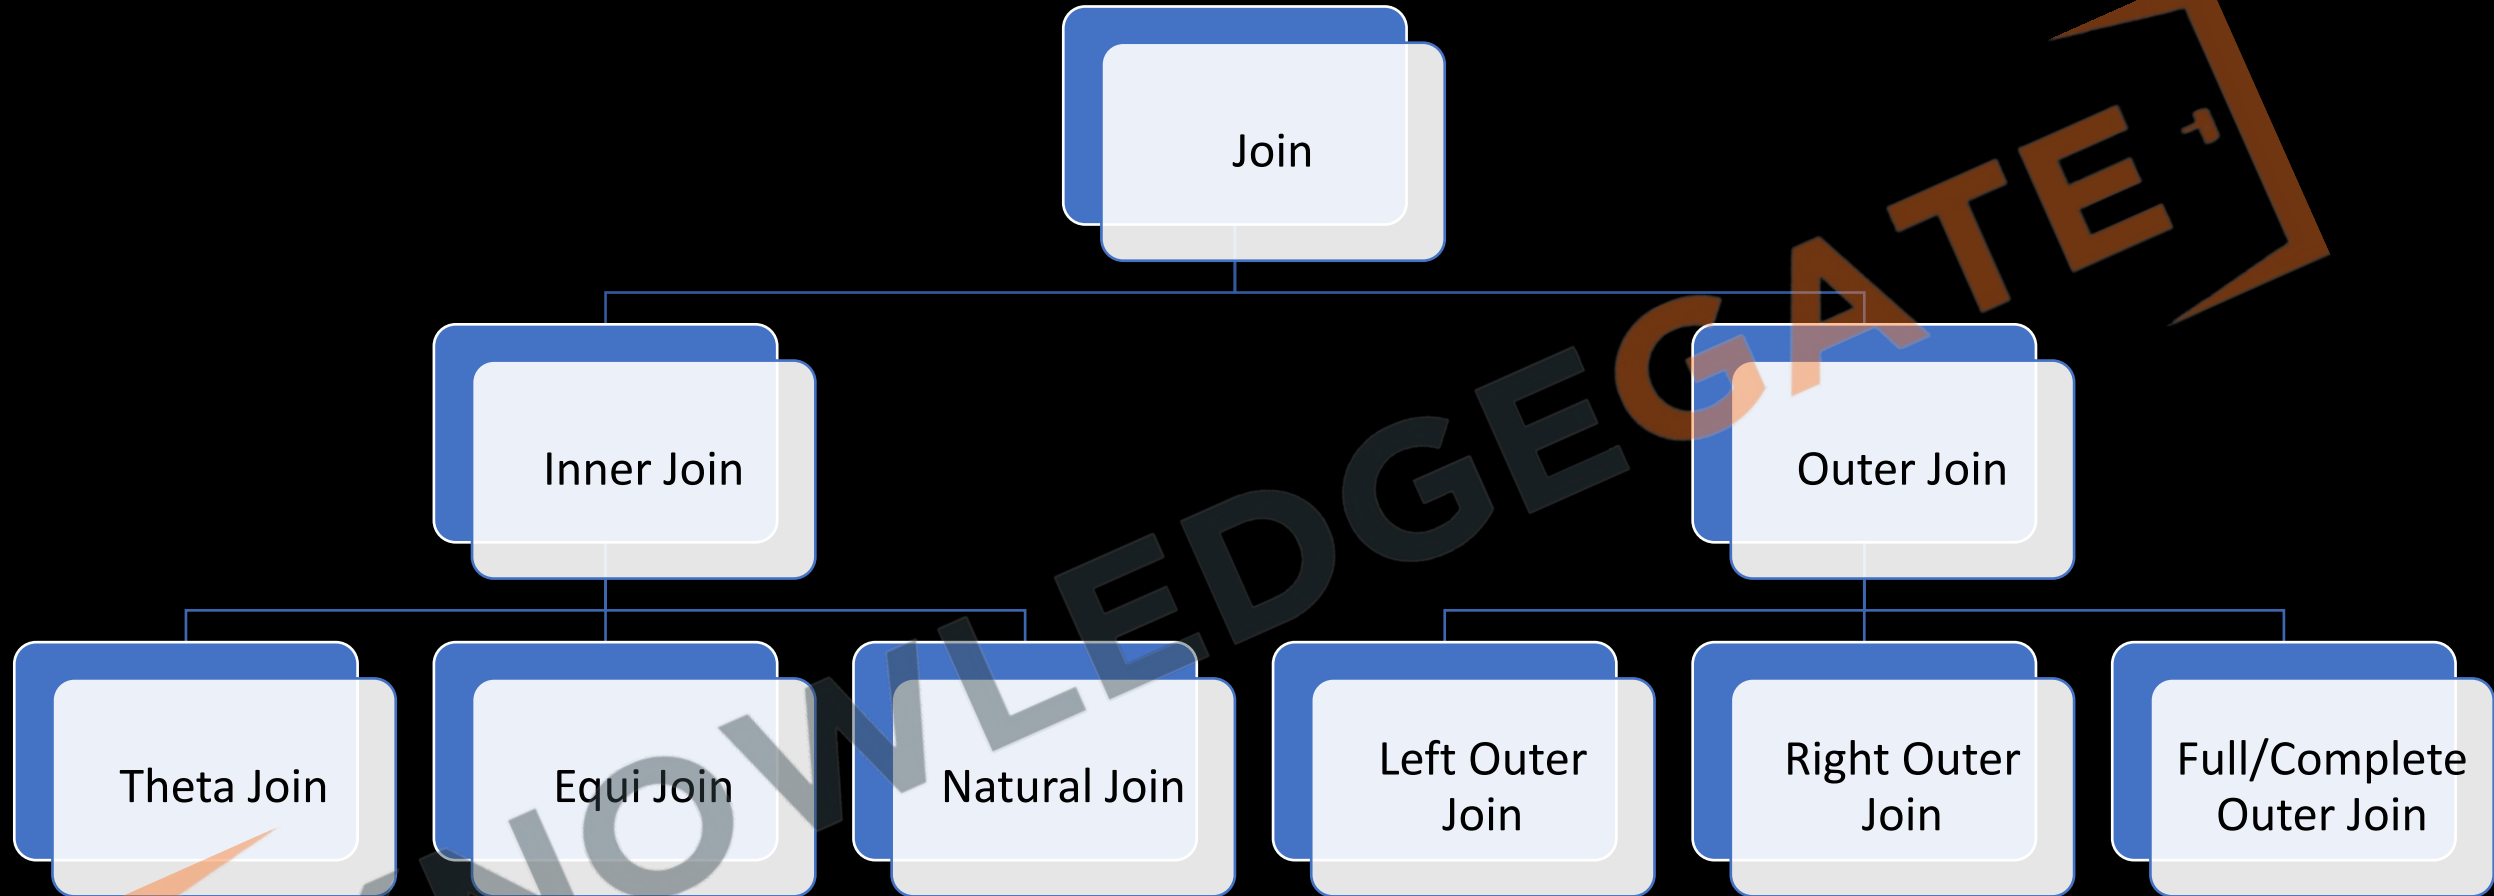 Join
Inner Join
Outer Join
Theta Join
Equi Join
Natural Join
Left Outer
Join
Right Outer
Join
Full/Complete
Outer Join
NOWLEDGEGATE